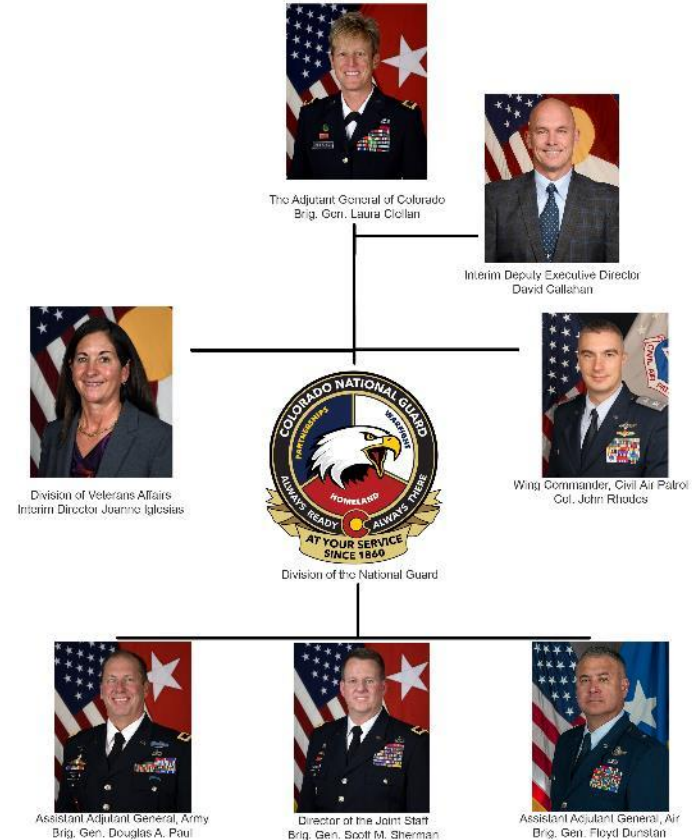 The Adjutant General of Colorado
Brig. Gen. Laura Clellan
Interim Deputy Executive Director
David Callahan
Division of Veterans Affairs
Interim Director Joanne Iglesias
COLORADO NATIONAL GUARD
PARTNERSHIPS
WARFIGHT
HOMELAND
ALWAYS READY
ALWAYS THERE
AT YOUR SERVICE
SINCE 1860
Division of the National Guard
CIVIL AIR
Wing Commander, Civil Air Patrol
Col. John Rhodes
Assistant Adjutant General, Army
Brig. Gen. Douglas A. Paul
Director of the Joint Staff
Brig. Gen. Scott M. Sherman
Assistant Adjutant General, Air
Brig. Gen. Floyd Dunstan